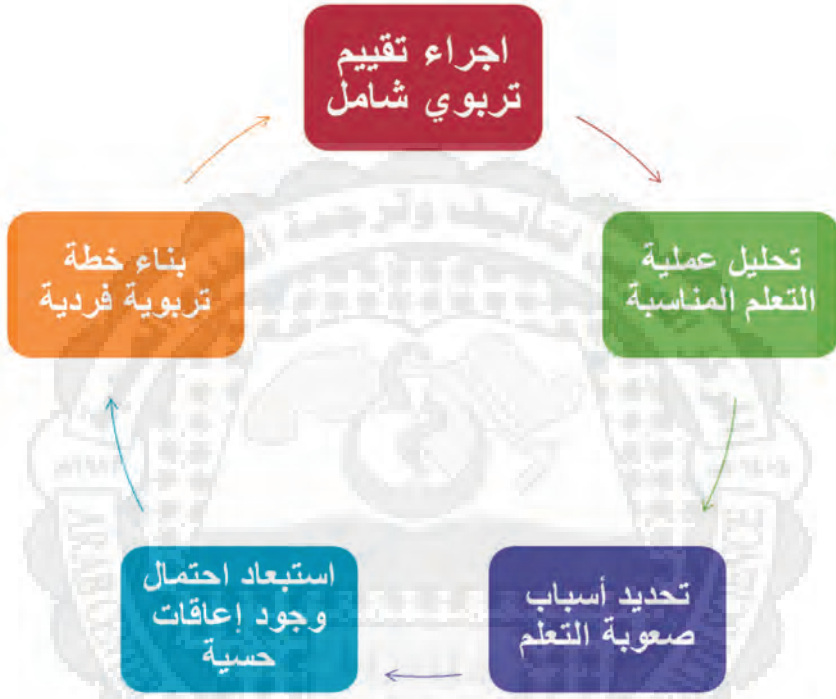 اجراء تقييم
تربوي شامل
تحليل عملية
التعلم المناسبة
تحديد أسباب
صعوبة التعلم
استبعاد احتمال
وجود إعاقات
حسية
بناء خطة
تربوية فردية